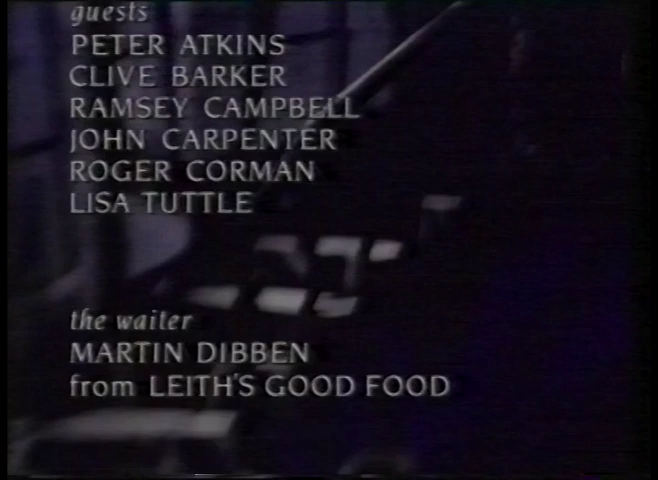 guests
PETER ATKINS
CLIVE BARKER
RAMSEY CAMPBELL
JOHN CARPENTER
ROGER CORMAN
LISA TUTTLE
the waiter
MARTIN DIBBEN
from LEITH'S GOOD FOOD